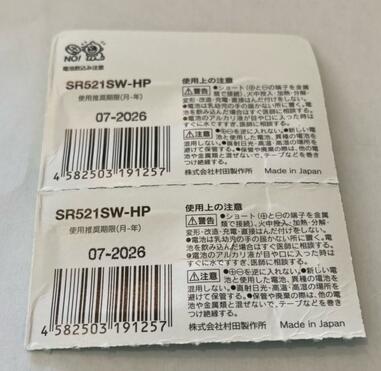 NO!
電池飲込み注意
SR521SW-HP
使用推奨期限(月-年)
07-2026
4 582503 191257
使用上の注意
⚠警告 ●ショート(⊕と⊖の端子を金属類で接続)、火中投入・加熱・分解・変形・改造・充電・直接はんだ付けをしない。
●電池は乳幼児の手の届かない所に置く。電池を飲み込んだ場合はすぐ医師に相談する。
●電池のアルカリ液が目や口に入った時はすぐに水ですすぎ、医師に相談する。
⚠注意 ●⊕⊖を逆に入れない。●新しい電池と使用した電池、異種の電池を混用しない。●直射日光・高温・高湿の場所を避けて保管する。●保管や廃棄の際は、他の電池や金属類と混ぜないで、テープなどを巻きつけ絶縁する。
株式会社村田製作所 Made in Japan
SR521SW-HP
使用推奨期限(月-年)
07-2026
4 582503 191257
使用上の注意
⚠警告 ●ショート(⊕と⊖の端子を金属類で接続)、火中投入・加熱・分解・変形・改造・充電・直接はんだ付けをしない。
●電池は乳幼児の手の届かない所に置く。電池を飲み込んだ場合はすぐ医師に相談する。
●電池のアルカリ液が目や口に入った時はすぐに水ですすぎ、医師に相談する。
⚠注意 ●⊕⊖を逆に入れない。●新しい電池と使用した電池、異種の電池を混用しない。●直射日光・高温・高湿の場所を避けて保管する。●保管や廃棄の際は、他の電池や金属類と混ぜないで、テープなどを巻きつけ絶縁する。
株式会社村田製作所 Made in Japan